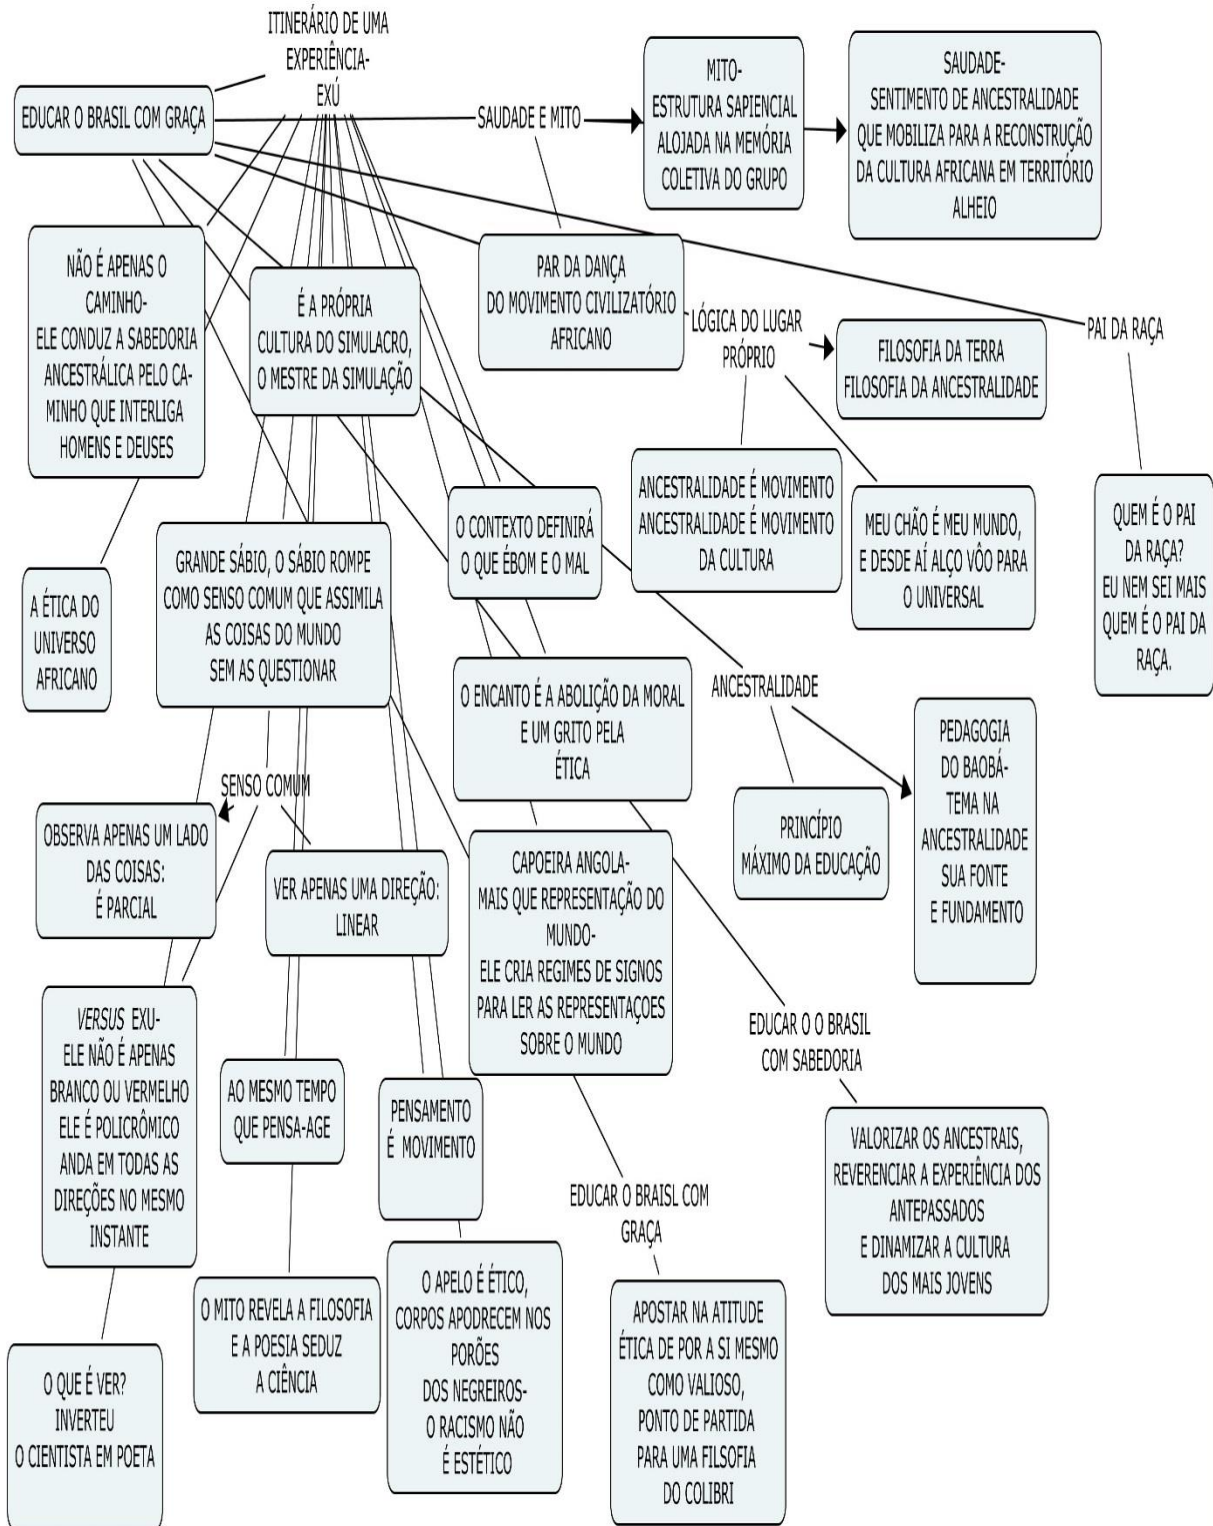 ITINERÁRIO DE UMA
EXPERIÊNCIA-
EXÚ
EDUCAR O BRASIL COM GRAÇA
SAUDADE E MITO
MITO-
ESTRUTURA SAPIENCIAL
ALOJADA NA MEMÓRIA
COLETIVA DO GRUPO
SAUDADE-
SENTIMENTO DE ANCESTRALIDADE
QUE MOBILIZA PARA A RECONSTRUÇÃO
DA CULTURA AFRICANA EM TERRITÓRIO
ALHEIO
NÃO É APENAS O
CAMINHO-
ELE CONDUZ A SABEDORIA
ANCESTRÁLICA PELO CA-
MINHO QUE INTERLIGA
HOMENS E DEUSES
É A PRÓPRIA
CULTURA DO SIMULACRO,
O MESTRE DA SIMULAÇÃO
PAR DA DANÇA
DO MOVIMENTO CIVILIZATÓRIO
AFRICANO
LÓGICA DO LUGAR
PRÓPRIO
FILOSOFIA DA TERRA
FILOSOFIA DA ANCESTRALIDADE
PAI DA RAÇA
A ÉTICA DO
UNIVERSO
AFRICANO
GRANDE SÁBIO, O SÁBIO ROMPE
COMO SENSO COMUM QUE ASSIMILA
AS COISAS DO MUNDO
SEM AS QUESTIONAR
O CONTEXTO DEFINIRÁ
O QUE ÉBOM E O MAL
ANCESTRALIDADE É MOVIMENTO
ANCESTRALIDADE É MOVIMENTO
DA CULTURA
MEU CHÃO É MEU MUNDO,
E DESDE AÍ ALÇO VÔO PARA
O UNIVERSAL
QUEM É O PAI
DA RAÇA?
EU NEM SEI MAIS
QUEM É O PAI DA
RAÇA.
O ENCANTO É A ABOLIÇÃO DA MORAL
E UM GRITO PELA
ÉTICA
ANCESTRALIDADE
PEDAGOGIA
DO BAOBÁ-
TEMA NA
ANCESTRALIDADE
SUA FONTE
E FUNDAMENTO
PRINCÍPIO
MÁXIMO DA EDUCAÇÃO
SENSO COMUM
OBSERVA APENAS UM LADO
DAS COISAS:
É PARCIAL
VER APENAS UMA DIREÇÃO:
LINEAR
CAPOEIRA ANGOLA-
MAIS QUE REPRESENTAÇÃO DO
MUNDO-
ELE CRIA REGIMES DE SIGNOS
PARA LER AS REPRESENTAÇOES
SOBRE O MUNDO
VERSUS EXU-
ELE NÃO É APENAS
BRANCO OU VERMELHO
ELE É POLICRÔMICO
ANDA EM TODAS AS
DIREÇÕES NO MESMO
INSTANTE
AO MESMO TEMPO
QUE PENSA-AGE
PENSAMENTO
É MOVIMENTO
EDUCAR O O BRASIL
COM SABEDORIA
VALORIZAR OS ANCESTRAIS,
REVERENCIAR A EXPERIÊNCIA DOS
ANTEPASSADOS
E DINAMIZAR A CULTURA
DOS MAIS JOVENS
EDUCAR O BRAISL COM
GRAÇA
O MITO REVELA A FILOSOFIA
E A POESIA SEDUZ
A CIÊNCIA
O APELO É ÉTICO,
CORPOS APODRECEM NOS
PORÕES
DOS NEGREIROS-
O RACISMO NÃO
É ESTÉTICO
APOSTAR NA ATITUDE
ÉTICA DE POR A SI MESMO
COMO VALIOSO,
PONTO DE PARTIDA
PARA UMA FILSOFIA
DO COLIBRI
O QUE É VER?
INVERTEU
O CIENTISTA EM POETA